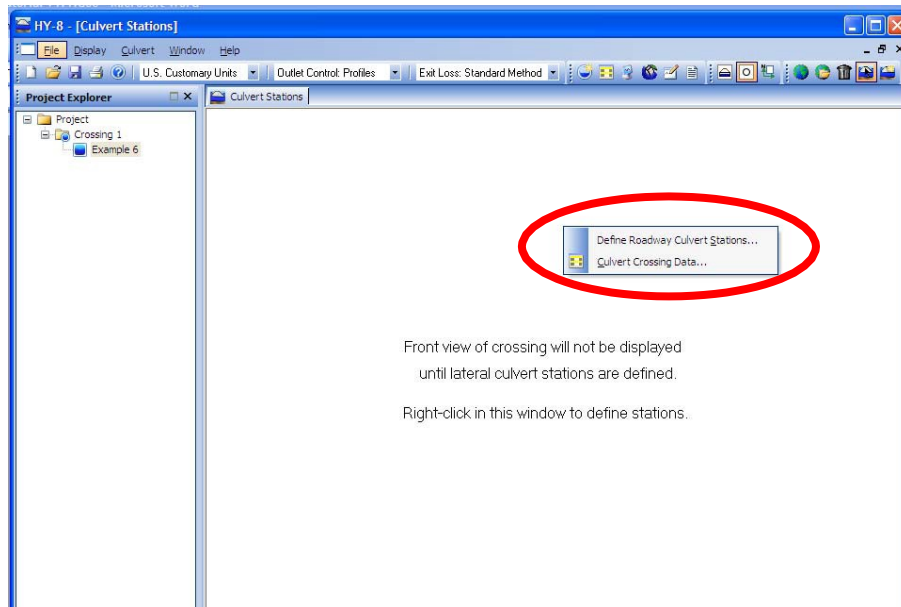 HY-8 - [Culvert Stations]
File Display Culvert Window Help
U.S. Customary Units Outlet Control: Profiles Exit Loss: Standard Method
Project Explorer
Culvert Stations
Project
Crossing 1
Example 6
Define Roadway Culvert Stations...
Culvert Crossing Data...
Front view of crossing will not be displayed
until lateral culvert stations are defined.
Right-click in this window to define stations.